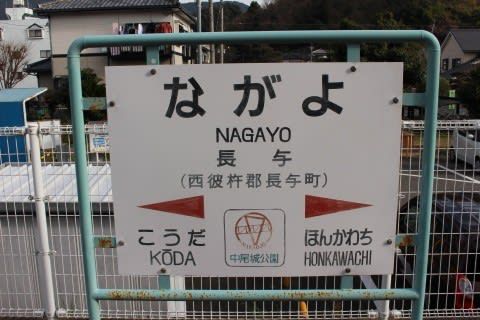 ながよ
NAGAYO
長与
(西彼杵郡長与町)
こうだ
KŌDA
中尾城公園
ほんかわち
HONKAWACHI